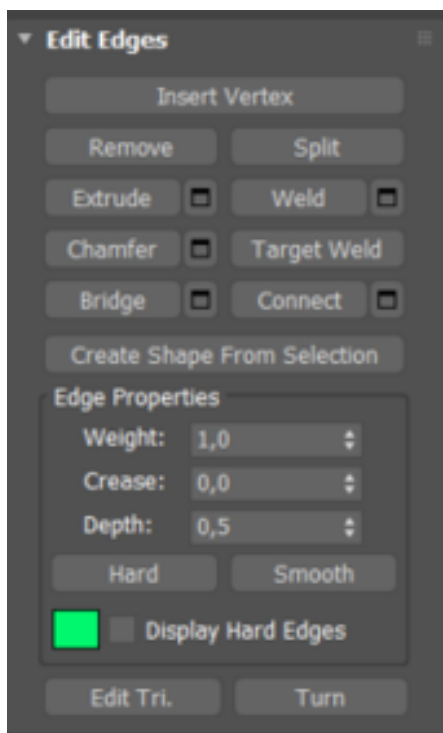 Edit Edges
Insert Vertex
Remove Split
Extrude Weld
Chamfer Target Weld
Bridge Connect
Create Shape From Selection
Edge Properties
Weight: 1,0
Crease: 0,0
Depth: 0,5
Hard Smooth
Display Hard Edges
Edit Tri. Turn